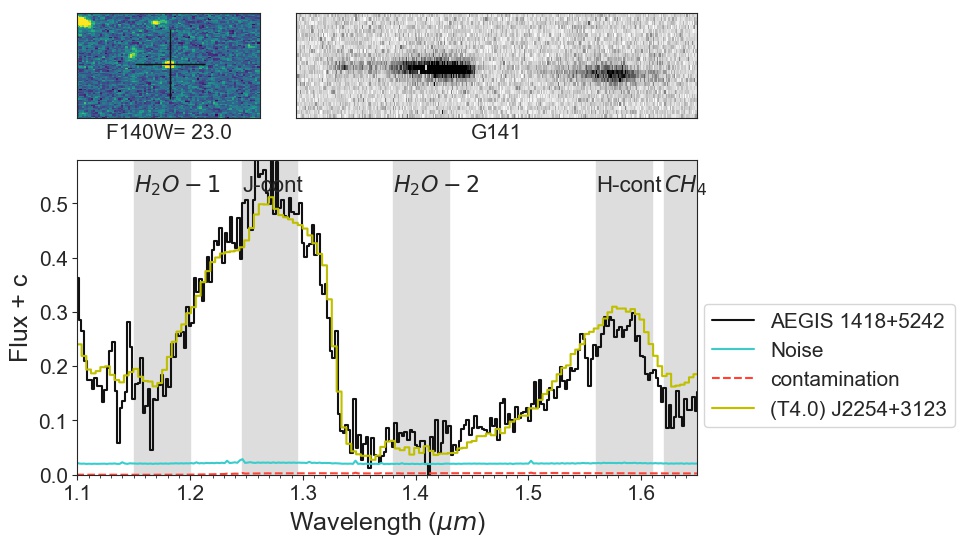 F140W= 23.0
G141
H₂O − 1
J-cont
H₂O − 2
H-cont
CH₄
0.5
0.4
0.3
0.2
0.1
0.0
Flux + c
1.1
1.2
1.3
1.4
1.5
1.6
Wavelength (μm)
AEGIS 1418+5242
Noise
contamination
(T4.0) J2254+3123